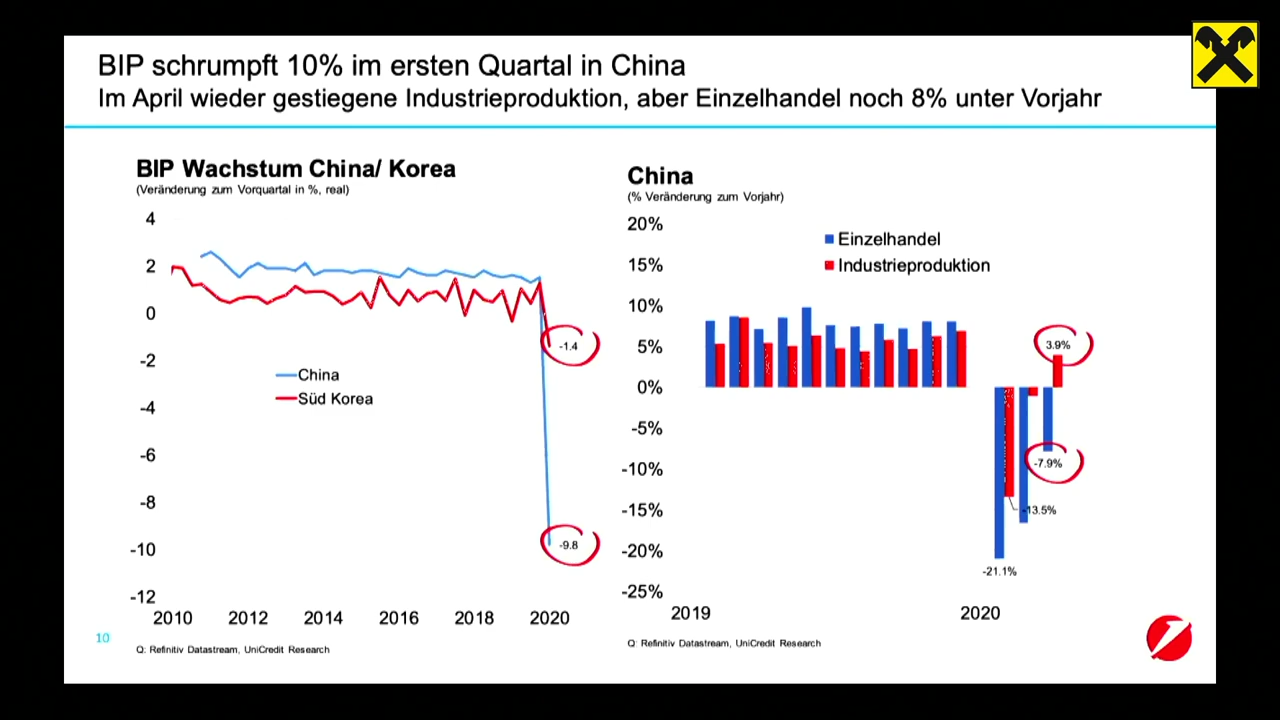 BIP schrumpft 10% im ersten Quartal in China
Im April wieder gestiegene Industrieproduktion, aber Einzelhandel noch 8% unter Vorjahr
BIP Wachstum China/ Korea
(Veränderung zum Vorquartal in %, real)
4
2
0
-2
-4
-6
-8
-10
-12
China
Süd Korea
-1.4
-9.8
2010 2012 2014 2016 2018 2020
Q: Refinitiv Datastream, UniCredit Research
China
(% Veränderung zum Vorjahr)
20%
15%
10%
5%
0%
-5%
-10%
-15%
-20%
-25%
Einzelhandel
Industrieproduktion
3.9%
-7.9%
-13.5%
-21.1%
2019 2020
Q: Refinitiv Datastream, UniCredit Research
10